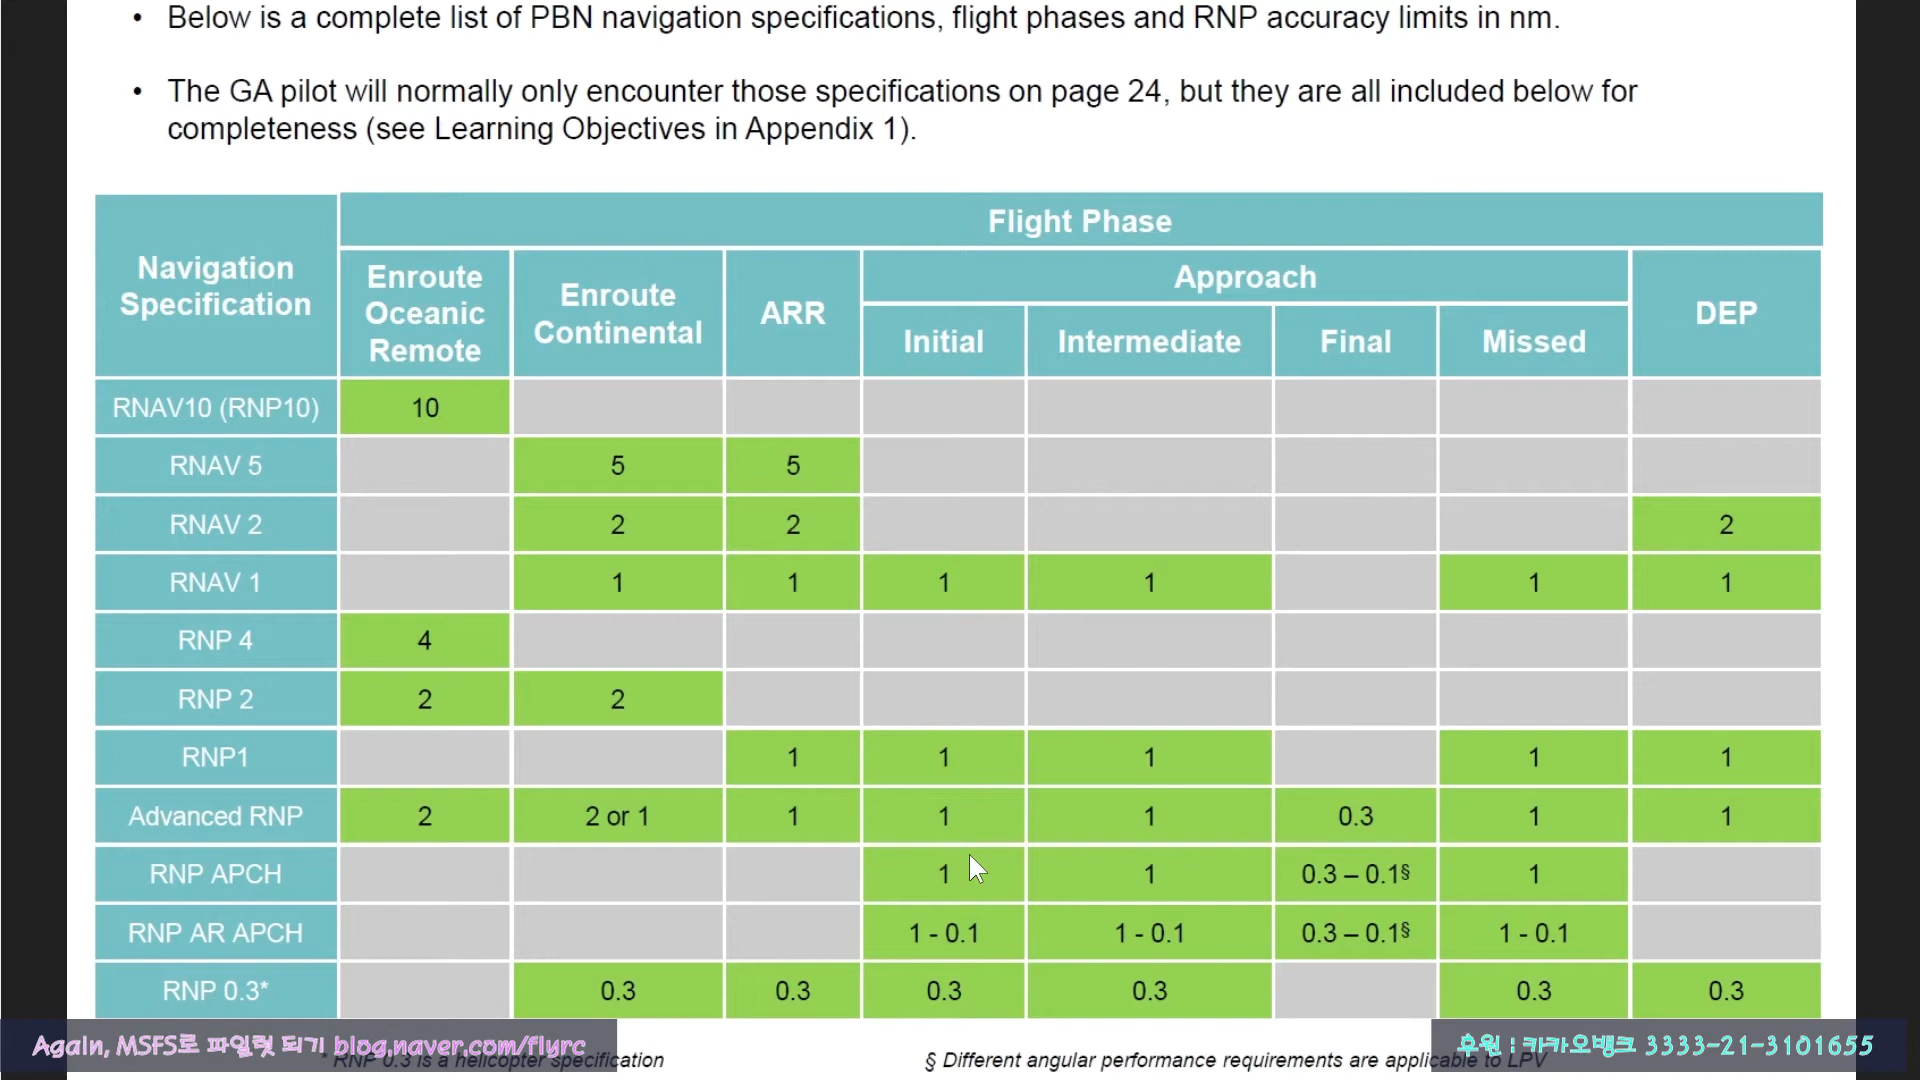 • Below is a complete list of PBN navigation specifications, flight phases and RNP accuracy limits in nm.
• The GA pilot will normally only encounter those specifications on page 24, but they are all included below for
completeness (see Learning Objectives in Appendix 1).
Navigation Specification
Flight Phase
Enroute Oceanic Remote
Enroute Continental
ARR
Approach
DEP
Initial Intermediate Final Missed
RNAV10 (RNP10) 10
RNAV 5 5 5
RNAV 2 2 2 2
RNAV 1 1 1 1 1 1 1
RNP 4 4
RNP 2 2 2
RNP1 1 1 1 1 1
Advanced RNP 2 2 or 1 1 1 1 0.3 1 1
RNP APCH 1 1 0.3 – 0.1§ 1
RNP AR APCH 1 - 0.1 1 - 0.1 0.3 – 0.1§ 1 - 0.1
RNP 0.3* 0.3 0.3 0.3 0.3 0.3 0.3
Again, MSFS로 파일럿 되기 blog.naver.com/flyrc
* RNP 0.3 is a helicopter specification
§ Different angular performance requirements are applicable to LPV
후원 : 카카오뱅크 3333-21-3101655